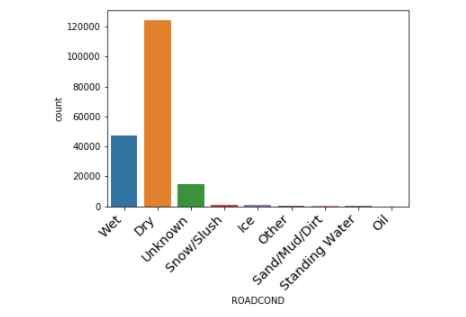 120000
100000
80000
60000
40000
20000
0
count
Wet
Dry
Unknown
Snow/Slush
Ice
Other
Sand/Mud/Dirt
Standing Water
Oil
ROADCOND